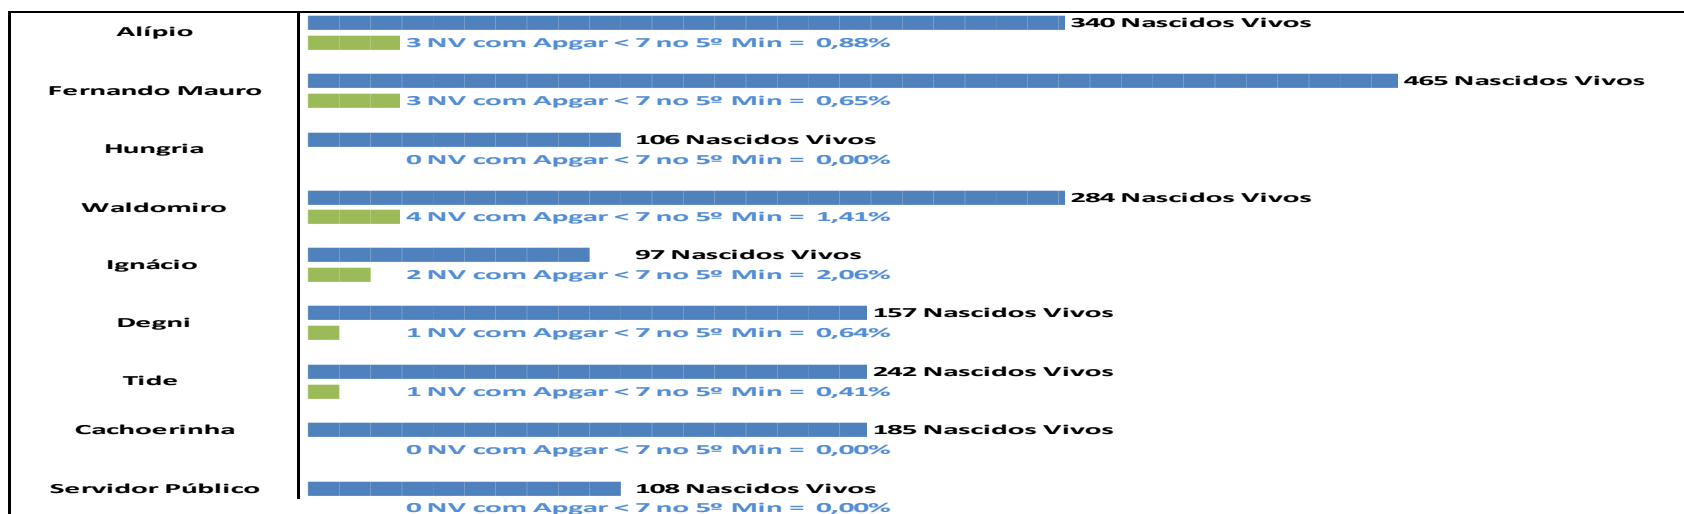 Alípio
340 Nascidos Vivos
3 NV com Apgar < 7 no 5º Min = 0,88%
Fernando Mauro
465 Nascidos Vivos
3 NV com Apgar < 7 no 5º Min = 0,65%
Hungria
106 Nascidos Vivos
0 NV com Apgar < 7 no 5º Min = 0,00%
Waldomiro
284 Nascidos Vivos
4 NV com Apgar < 7 no 5º Min = 1,41%
Ignácio
97 Nascidos Vivos
2 NV com Apgar < 7 no 5º Min = 2,06%
Degni
157 Nascidos Vivos
1 NV com Apgar < 7 no 5º Min = 0,64%
Tide
242 Nascidos Vivos
1 NV com Apgar < 7 no 5º Min = 0,41%
Cachoerinha
185 Nascidos Vivos
0 NV com Apgar < 7 no 5º Min = 0,00%
Servidor Público
108 Nascidos Vivos
0 NV com Apgar < 7 no 5º Min = 0,00%